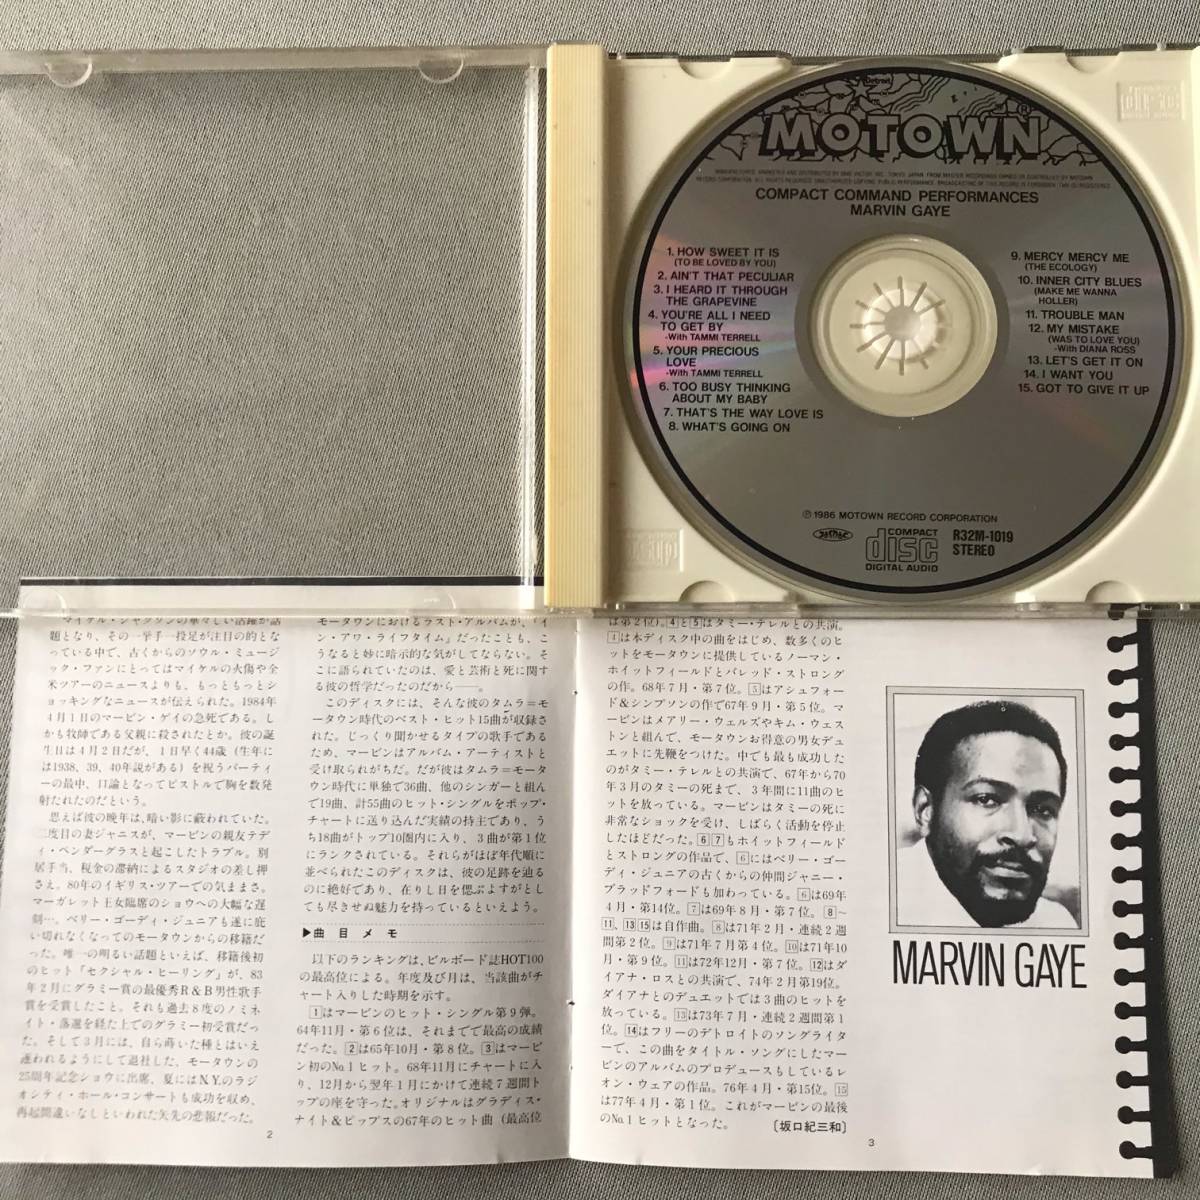 MOTOWN
®
COMPACT COMMAND PERFORMANCES
MARVIN GAYE
1. HOW SWEET IT IS
(TO BE LOVED BY YOU)
2. AIN'T THAT PECULIAR
3. I HEARD IT THROUGH
THE GRAPEVINE
4. YOU'RE ALL I NEED
TO GET BY
-With TAMMI TERRELL
5. YOUR PRECIOUS
LOVE
-With TAMMI TERRELL
6. TOO BUSY THINKING
ABOUT MY BABY
7. THAT'S THE WAY LOVE IS
8. WHAT'S GOING ON
9. MERCY MERCY ME
(THE ECOLOGY)
10. INNER CITY BLUES
(MAKE ME WANNA
HOLLER)
11. TROUBLE MAN
12. MY MISTAKE
(WAS TO LOVE YOU)
-With DIANA ROSS
13. LET'S GET IT ON
14. I WANT YOU
15. GOT TO GIVE IT UP
Ⓟ 1986 MOTOWN RECORD CORPORATION
COMPACT
disc
DIGITAL AUDIO
R32M-1019
STEREO
マイケル・ジャクソンの華々しい活躍が話
題となり、その一挙手一投足が注目の的とな
っている中で、古くからのソウル・ミュージ
ック・ファンにとってはマイケルの火傷や全
米ツアーのニュースよりも、もっともっとシ
ョッキングなニュースが伝えられた。1984年
4月1日のマービン・ゲイの急死である。し
かも牧師である父親に殺されたとか。彼の誕
生日は4月2日だが、1日早く44歳(生年に
は1938、39、40年説がある)を祝うパーティ
ーの最中、口論となってピストルで胸を数発
射たれたのだという。
思えば彼の晩年は、暗い影に蔽われていた。
二度目の妻ジャニスが、マービンの親友テデ
ィ・ペンダーグラスと起こしたトラブル。別
居手当、税金の滞納によるスタジオの差し押
さえ。80年のイギリス・ツアーでの気ままさ。
マーガレット王女臨席のショウへの大幅な遅
刻…。ベリー・ゴーディ・ジュニアも遂に庇
い切れなくなってのモータウンからの移籍だ
った。唯一の明るい話題といえば、移籍後初
のヒット「セクシャル・ヒーリング」が、83
年2月にグラミー賞の最優秀R&B男性歌手
賞を受賞したこと。それも過去8度のノミネ
イト・落選を経た上でのグラミー初受賞だっ
た。そして3月には、自ら蒔いた種とはいえ
逐われるようにして退社した、モータウンの
25周年記念ショウに出席、夏にはN.Y.のラジ
オシティ・ホール・コンサートも成功を収め、
再起間違いなしといわれた矢先の悲報だった。
2
モータウンにおけるラスト・アルバムが、「イ
ン・アワ・ライフタイム」だったことも、こ
うなると妙に暗示的な気がしてならない。そ
こに語られていたのは、愛と芸術と死に関す
る彼の哲学だったのだから──。
このディスクには、そんな彼のタムラ=モ
ータウン時代のベスト・ヒット15曲が収録さ
れた。じっくり聞かせるタイプの歌手である
ため、マービンはアルバム・アーティストと
受け取られがちだ。だが彼はタムラ=モータ
ウン時代に単独で36曲、他のシンガーと組ん
で19曲、計55曲のヒット・シングルをポップ・
チャートに送り込んだ実績の持主であり、う
ち18曲がトップ10圏内に入り、3曲が第1位
にランクされている。それらがほぼ年代順に
並べられたこのディスクは、彼の足跡を辿る
のに絶好であり、在りし日を偲ぶよすがとし
ても尽きせぬ魅力を持っているといえよう。
▶曲目メモ
以下のランキングは、ビルボード誌HOT100
の最高位による。年度及び月は、当該曲がチ
ャート入りした時期を示す。
1はマービンのヒット・シングル第9弾。
64年11月・第6位は、それまでで最高の成績
だった。2は65年10月・第8位。3はマービ
ン初のNo.1ヒット。68年11月にチャートに入
り、12月から翌年1月にかけて連続7週間ト
ップの座を守った。オリジナルはグラディス・
ナイト&ピップスの67年のヒット曲(最高位
は第2位)。4と5はタミー・テレルとの共演。
4は本ディスク中の曲をはじめ、数多くのヒ
ットをモータウンに提供しているノーマン・
ホイットフィールドとバレッド・ストロング
の作。68年7月・第7位。5はアシュフォー
ド&シンプソンの作で67年9月・第5位。マ
ービンはメアリー・ウェルズやキム・ウェス
トンと組んで、モータウンお得意の男女デュ
エットに先鞭をつけた。中でも最も成功した
のがタミー・テレルとの共演で、67年から70
年3月のタミーの死まで、3年間に11曲のヒ
ットを放っている。マービンはタミーの死に
非常なショックを受け、しばらく活動を停止
したほどだった。6 7もホイットフィールド
とストロングの作品で、6にはベリー・ゴー
ディ・ジュニアの古くからの仲間ジャニー・
ブラッドフォードも加わっている。6は69年
4月・第14位。7は69年8月・第7位。8～
11、13 15は自作曲。8は71年2月・連続2週
間第2位。9は71年7月第4位。10は71年10
月・第9位。11は72年12月・第7位。12はダ
イアナ・ロスとの共演で、74年2月第19位。
ダイアナとのデュエットでは3曲のヒットを
放っている。13は73年7月・連続2週間第1
位。14はフリーのデトロイトのソングライタ
ーで、この曲をタイトル・ソングにしたマー
ビンのアルバムのプロデュースもしているレ
オン・ウェアの作品。76年4月・第15位。15
は77年4月・第1位。これがマービンの最後
のNo.1ヒットとなった。〔坂口紀三和〕
3
MARVIN GAYE